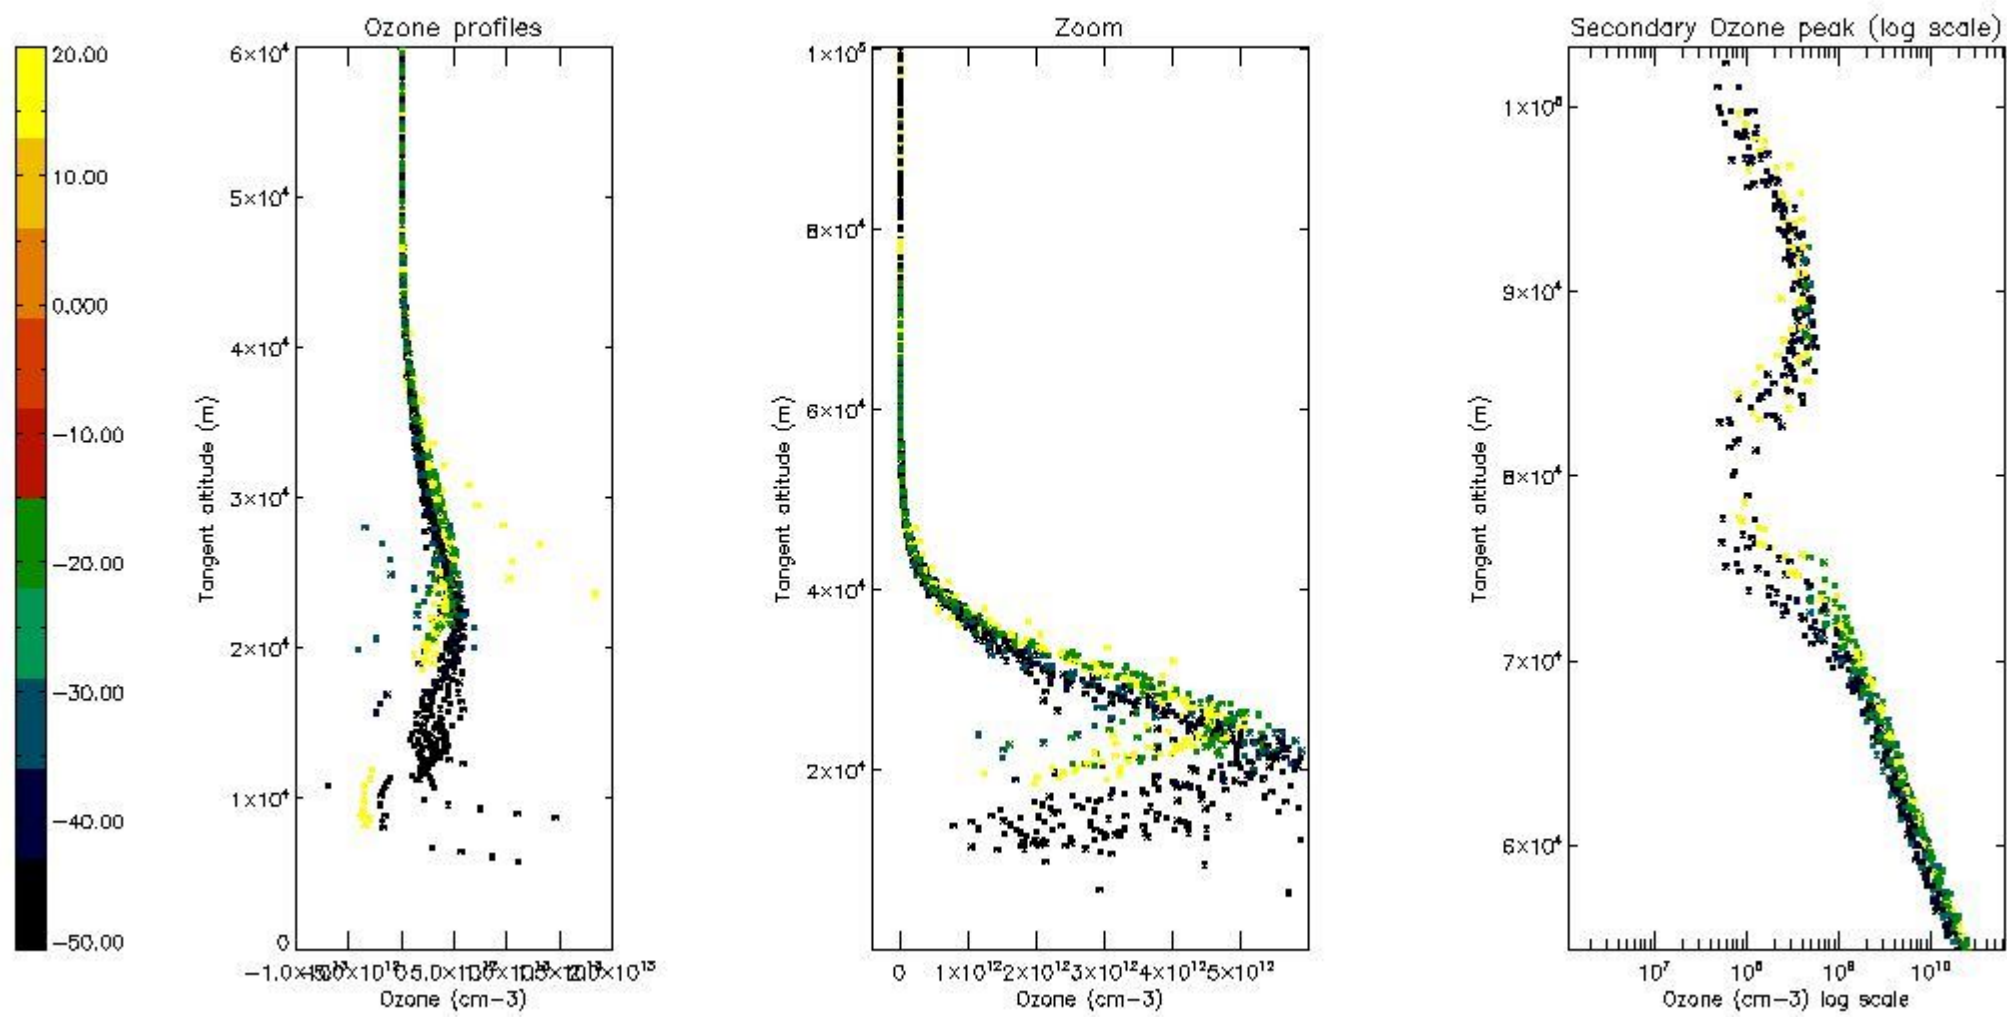 Ozone profiles
Zoom
Secondary Ozone peak (log scale)
20.00
10.00
0.000
−10.00
−20.00
−30.00
−40.00
−50.00
Tangent altitude (m)
6×10⁴
5×10⁴
4×10⁴
3×10⁴
2×10⁴
1×10⁴
0
Ozone (cm−3)
Tangent altitude (m)
1×10⁵
8×10⁴
6×10⁴
4×10⁴
2×10⁴
0 1×10¹² 2×10¹² 3×10¹² 4×10¹² 5×10¹²
Ozone (cm−3)
Tangent altitude (m)
1×10⁵
9×10⁴
8×10⁴
7×10⁴
6×10⁴
10⁷ 10⁸ 10⁹ 10¹⁰
Ozone (cm−3) log scale